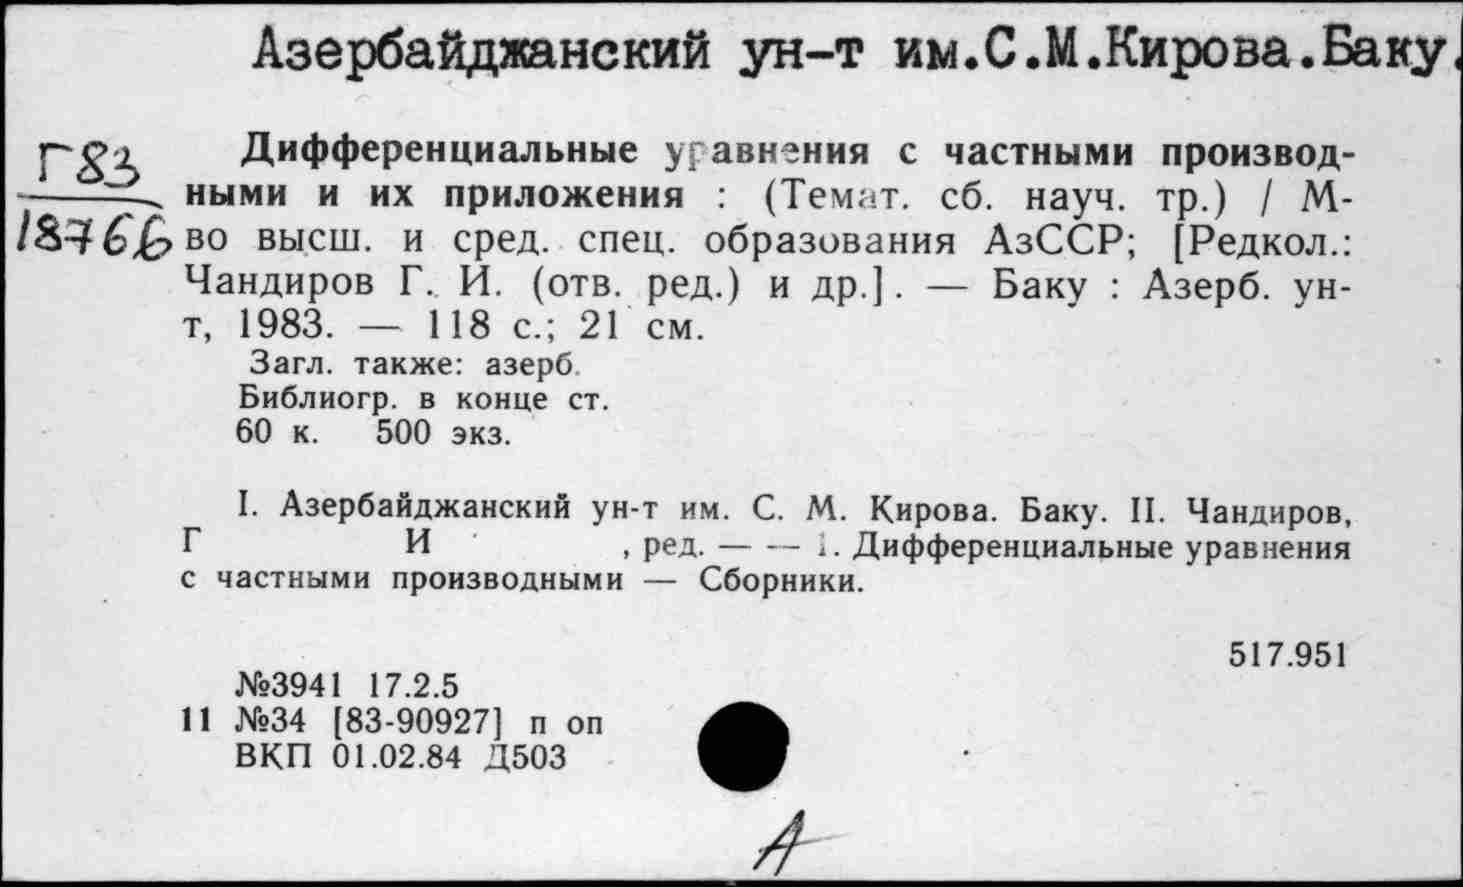 Азербайджанский ун-т им.С.М.Кирова.Баку.
Г83
18766
Дифференциальные уравнения с частными производ-
ными и их приложения : (Темат. сб. науч. тр.) / М-
во высш. и сред. спец. образования АзССР; [Редкол.:
Чандиров Г. И. (отв. ред.) и др.]. — Баку : Азерб. ун-
т, 1983. — 118 с.; 21 см.
Загл. также: азерб.
Библиогр. в конце ст.
60 к. 500 экз.
I. Азербайджанский ун-т им. С. М. Кирова. Баку. II. Чандиров,
Г И , ред. — — 1. Дифференциальные уравнения
с частными производными — Сборники.
517.951
№3941 17.2.5
11 №34 [83-90927] п оп
ВКП 01.02.84 Д503
А